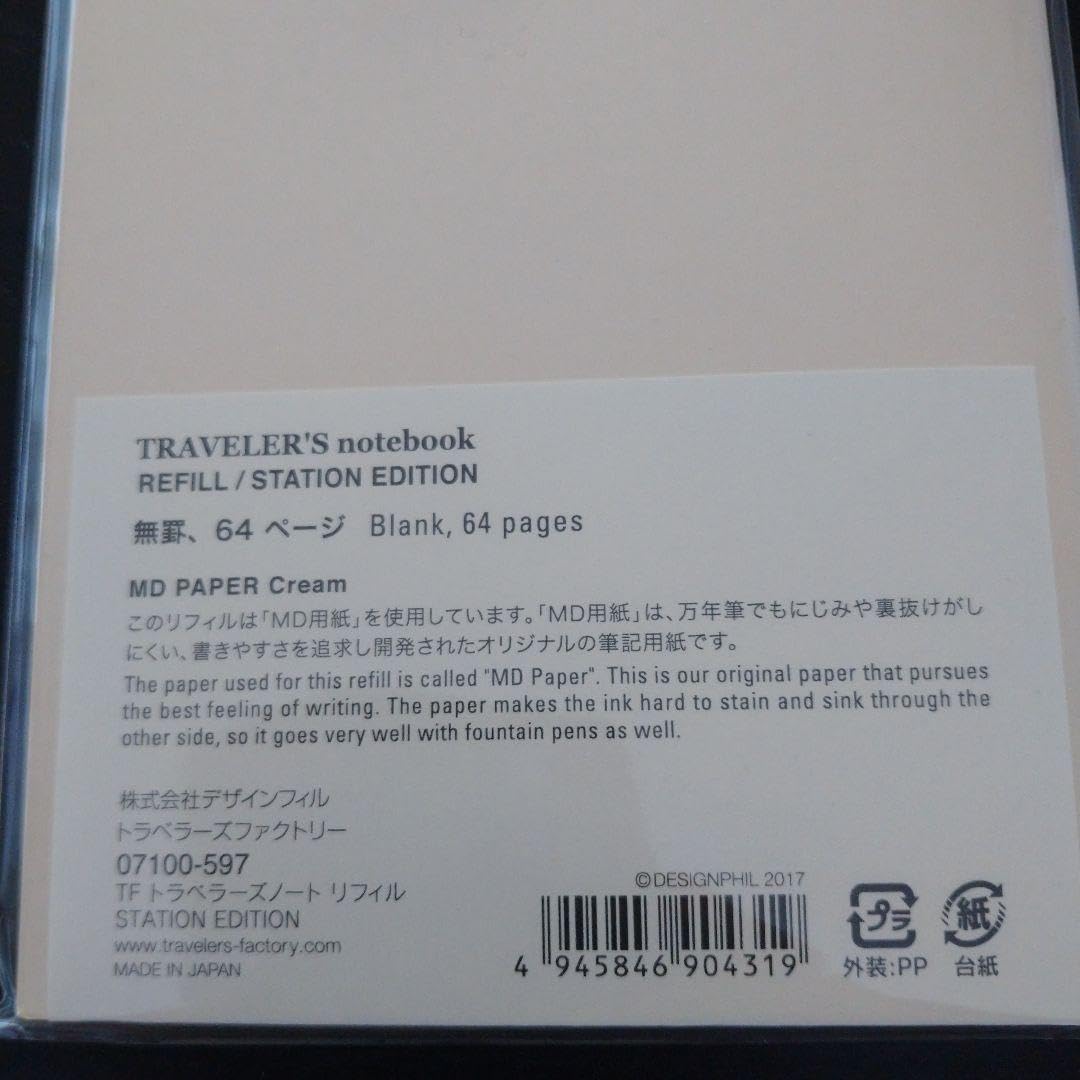 TRAVELER'S notebook
REFILL / STATION EDITION
無罫、64 ページ Blank, 64 pages
MD PAPER Cream
このリフィルは「MD用紙」を使用しています。「MD用紙」は、万年筆でもにじみや裏抜けがし
にくい、書きやすさを追求し開発されたオリジナルの筆記用紙です。
The paper used for this refill is called "MD Paper". This is our original paper that pursues
the best feeling of writing. The paper makes the ink hard to stain and sink through the
other side, so it goes very well with fountain pens as well.
株式会社デザインフィル
トラベラーズファクトリー
07100-597
TF トラベラーズノート リフィル
STATION EDITION
www.travelers-factory.com
MADE IN JAPAN
©DESIGNPHIL 2017
4 945846 904319
プラ
外装:PP
紙
台紙